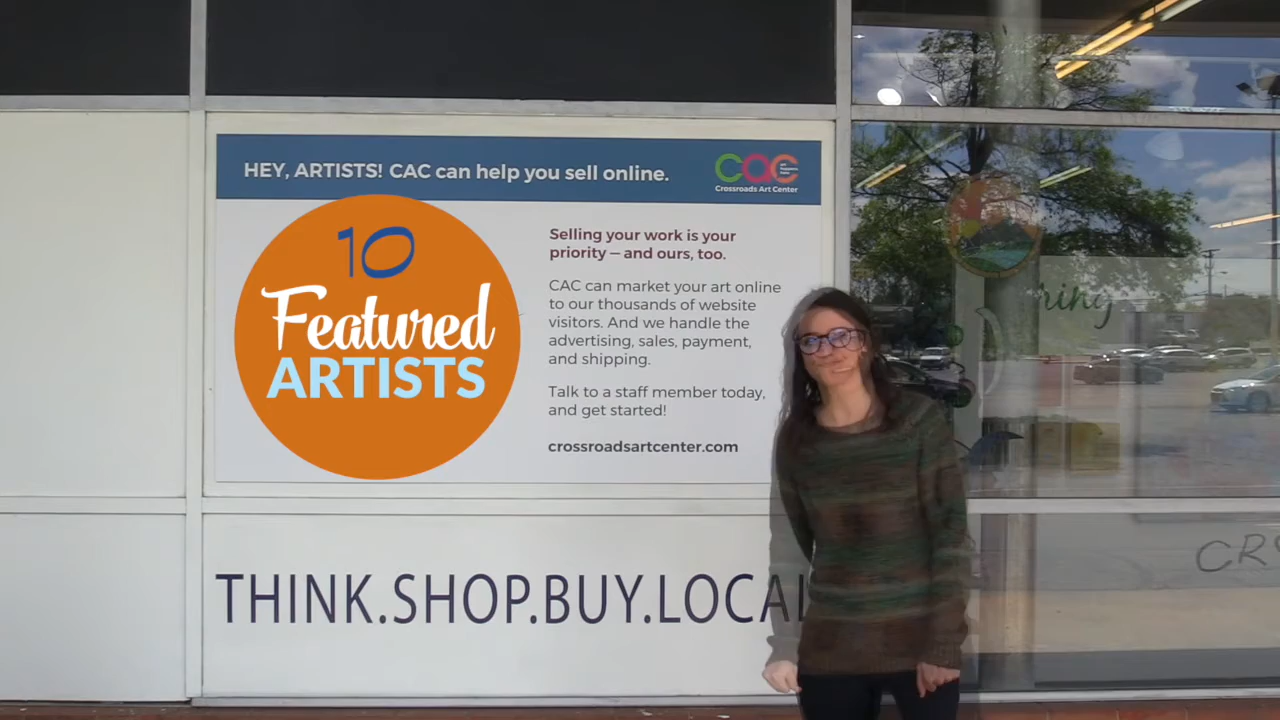 HEY, ARTISTS! CAC can help you sell online.
CAC
Crossroads Art Center
10
Featured
ARTISTS
Selling your work is your
priority – and ours, too.
CAC can market your art online
to our thousands of website
visitors. And we handle the
advertising, sales, payment,
and shipping.
Talk to a staff member today,
and get started!
crossroadsartcenter.com
THINK.SHOP.BUY.LOCAL